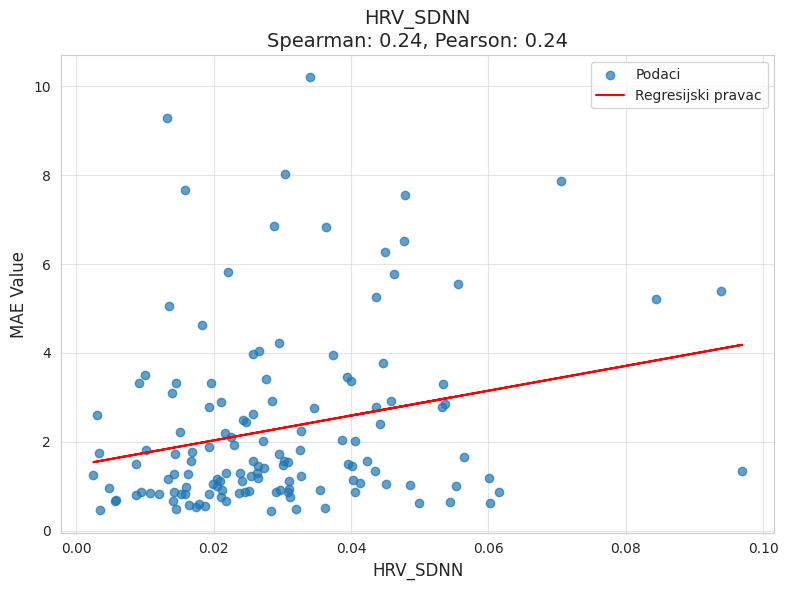 HRV_SDNN
Spearman: 0.24, Pearson: 0.24
Podaci
Regresijski pravac
MAE Value
10
8
6
4
2
0
0.00 0.02 0.04 0.06 0.08 0.10
HRV_SDNN